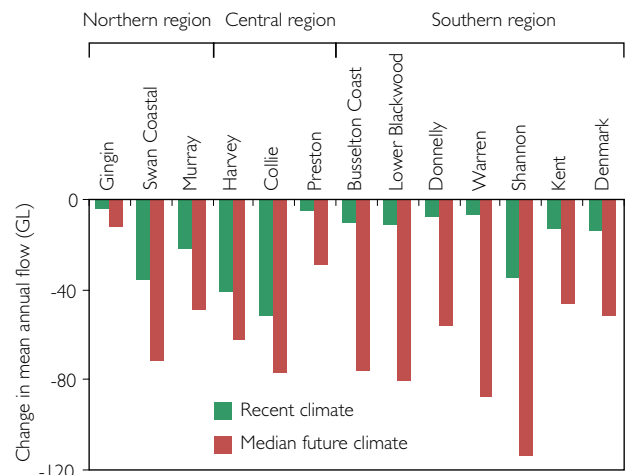 Northern region Central region Southern region
Gingin
Swan Coastal
Murray
Harvey
Collie
Preston
Busselton Coast
Lower Blackwood
Donnelly
Warren
Shannon
Kent
Denmark
Change in mean annual flow (GL)
0
-40
-80
-120
Recent climate
Median future climate